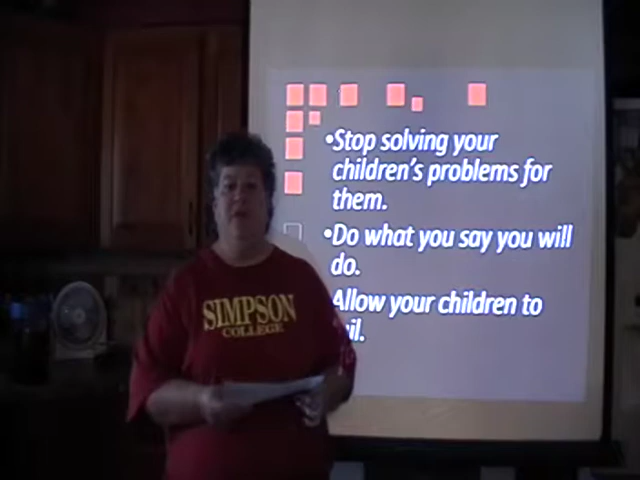 •Stop solving your
children's problems for
them.
•Do what you say you will
do.
Allow your children to
il.
SIMPSON
COLLEGE